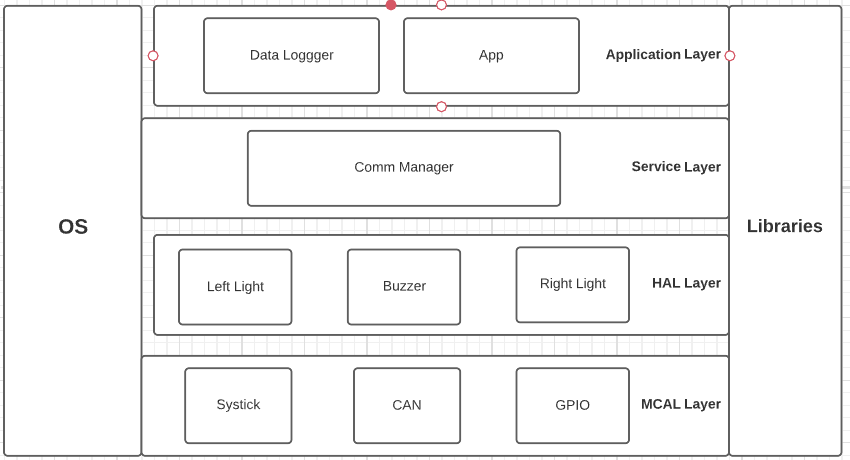 Data Loggger
App
Application Layer
Comm Manager
Service Layer
OS
Libraries
Left Light
Buzzer
Right Light
HAL Layer
Systick
CAN
GPIO
MCAL Layer